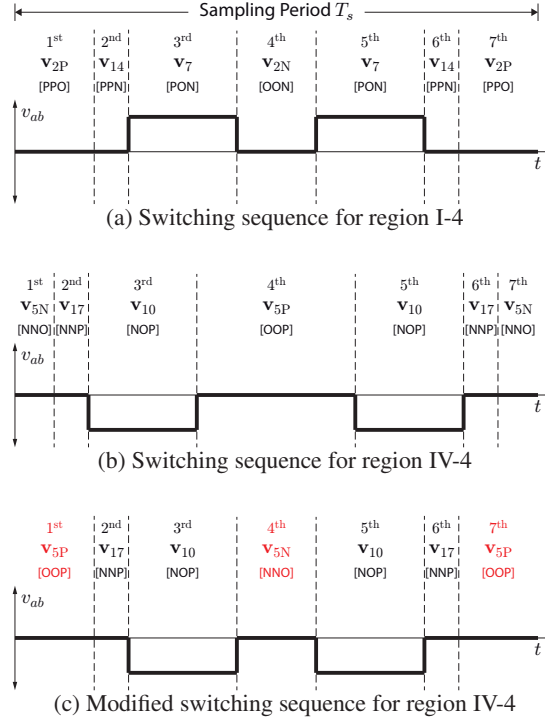 Sampling Period T_s
1st 2nd 3rd 4th 5th 6th 7th
v2P v14 v7 v2N v7 v14 v2P
[PPO] [PPN] [PON] [OON] [PON] [PPN] [PPO]
v_ab
t
(a) Switching sequence for region I-4
1st 2nd 3rd 4th 5th 6th 7th
v5N v17 v10 v5P v10 v17 v5N
[NNO] [NNP] [NOP] [OOP] [NOP] [NNP] [NNO]
v_ab
t
(b) Switching sequence for region IV-4
1st 2nd 3rd 4th 5th 6th 7th
v5P v17 v10 v5N v10 v17 v5P
[OOP] [NNP] [NOP] [NNO] [NOP] [NNP] [OOP]
v_ab
t
(c) Modified switching sequence for region IV-4